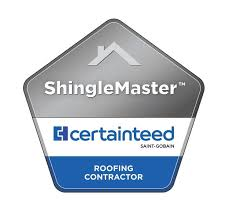 ShingleMaster™
certainteed
SAINT-GOBAIN
ROOFING
CONTRACTOR